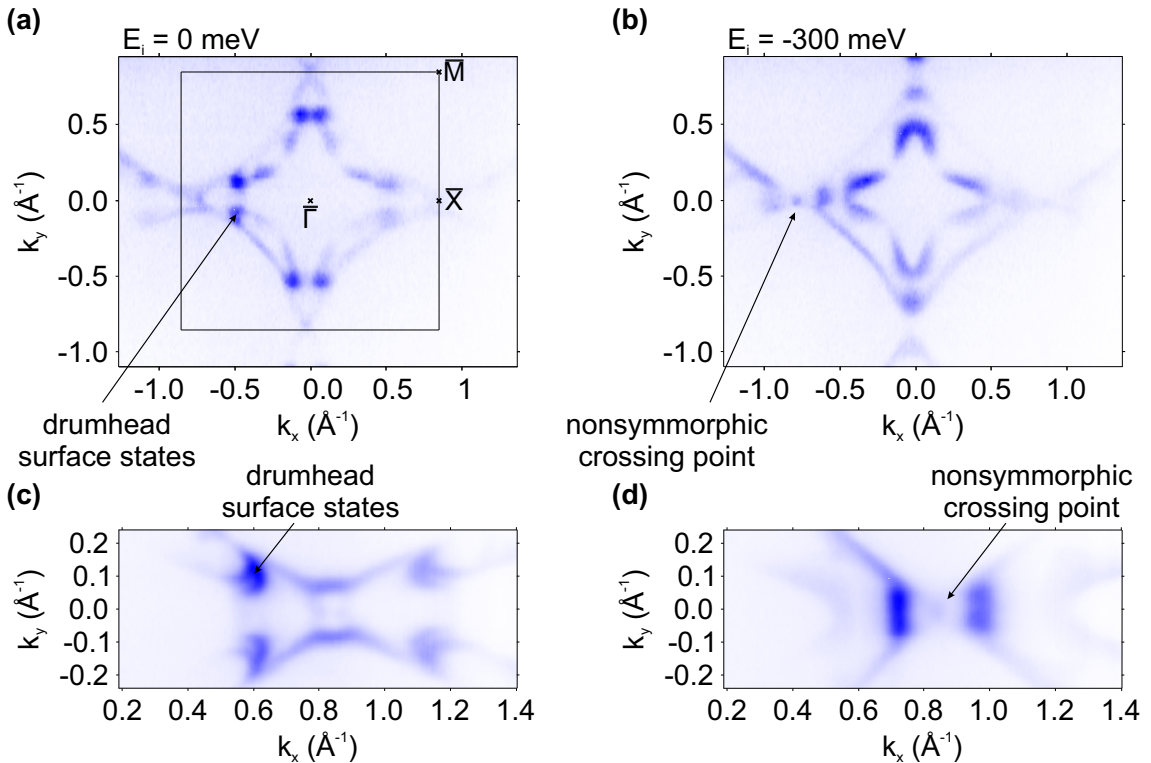 (a)
E_i = 0 meV
M̅
X̅
Γ̅
0.5
0.0
-0.5
-1.0
k_y (Å⁻¹)
-1.0 -0.5 0.0 0.5 1
k_x (Å⁻¹)
drumhead
surface states
(b)
E_i = -300 meV
0.5
0.0
-0.5
-1.0
k_y (Å⁻¹)
-1.0 -0.5 0.0 0.5 1.0
k_x (Å⁻¹)
nonsymmorphic
crossing point
(c)
drumhead
surface states
0.2
0.1
0.0
-0.1
-0.2
k_y (Å⁻¹)
0.2 0.4 0.6 0.8 1.0 1.2 1.4
k_x (Å⁻¹)
(d)
nonsymmorphic
crossing point
0.2
0.1
0.0
-0.1
-0.2
k_y (Å⁻¹)
0.2 0.4 0.6 0.8 1.0 1.2 1.4
k_x (Å⁻¹)